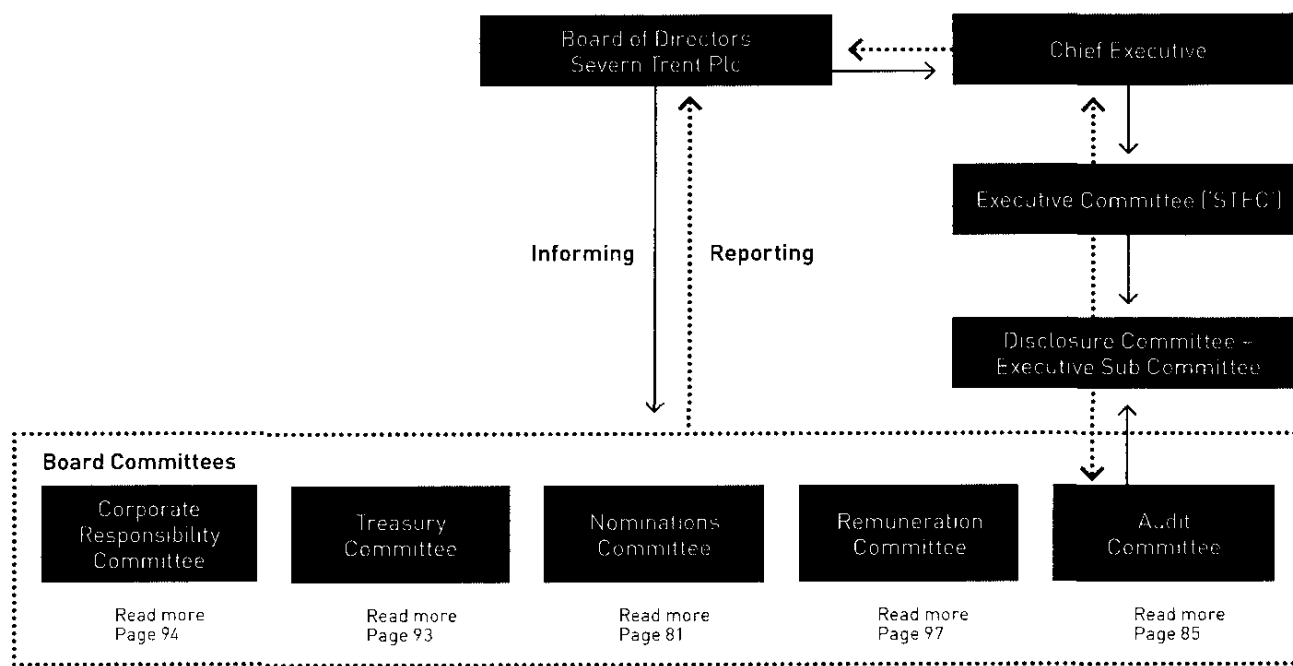 Board of Directors
Severn Trent Plc
Chief Executive
Executive Committee ('STEC')
Informing
Reporting
Disclosure Committee –
Executive Sub Committee
Board Committees
Corporate
Responsibility
Committee
Treasury
Committee
Nominations
Committee
Remuneration
Committee
Audit
Committee
Read more
Page 94
Read more
Page 93
Read more
Page 81
Read more
Page 97
Read more
Page 85